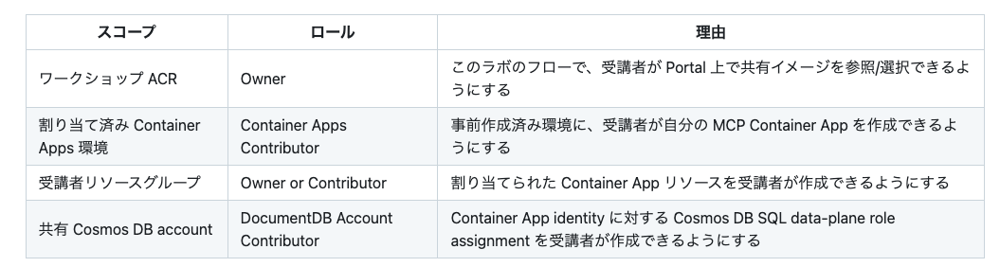 スコープ ロール 理由
ワークショップ ACR Owner このラボのフローで、受講者が Portal 上で共有イメージを参照/選択できるよ
うにする
割り当て済み Container Container Apps 事前作成済み環境に、受講者が自分の MCP Container App を作成できるよ
Apps 環境 Contributor うにする
受講者リソースグループ Owner or Contributor 割り当てられた Container App リソースを受講者が作成できるようにする
共有 Cosmos DB account DocumentDB Account Container App identity に対する Cosmos DB SQL data-plane role
Contributor assignment を受講者が作成できるようにする